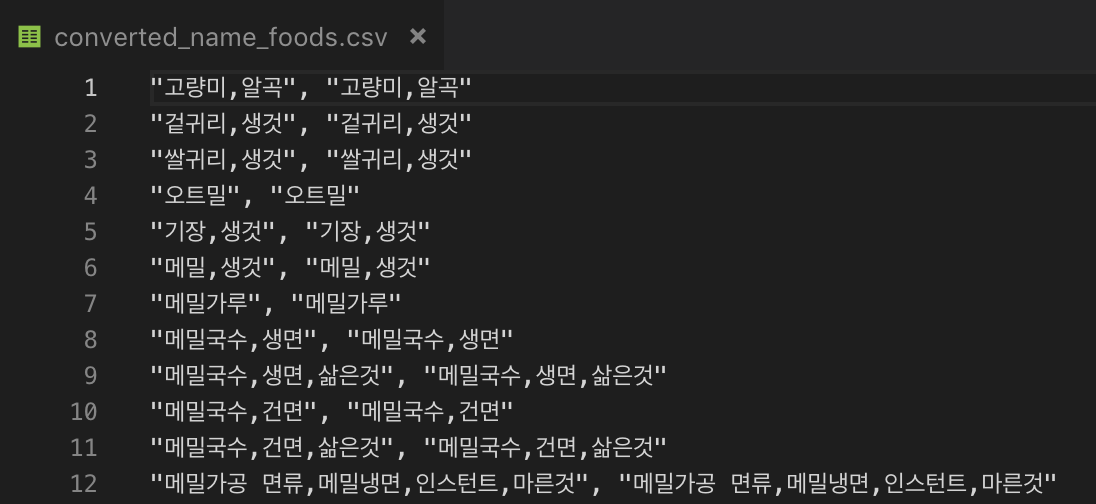 converted_name_foods.csv ×
1 "고량미,알곡", "고량미,알곡"
2 "겉귀리,생것", "겉귀리,생것"
3 "쌀귀리,생것", "쌀귀리,생것"
4 "오트밀", "오트밀"
5 "기장,생것", "기장,생것"
6 "메밀,생것", "메밀,생것"
7 "메밀가루", "메밀가루"
8 "메밀국수,생면", "메밀국수,생면"
9 "메밀국수,생면,삶은것", "메밀국수,생면,삶은것"
10 "메밀국수,건면", "메밀국수,건면"
11 "메밀국수,건면,삶은것", "메밀국수,건면,삶은것"
12 "메밀가공 면류,메밀냉면,인스턴트,마른것", "메밀가공 면류,메밀냉면,인스턴트,마른것"